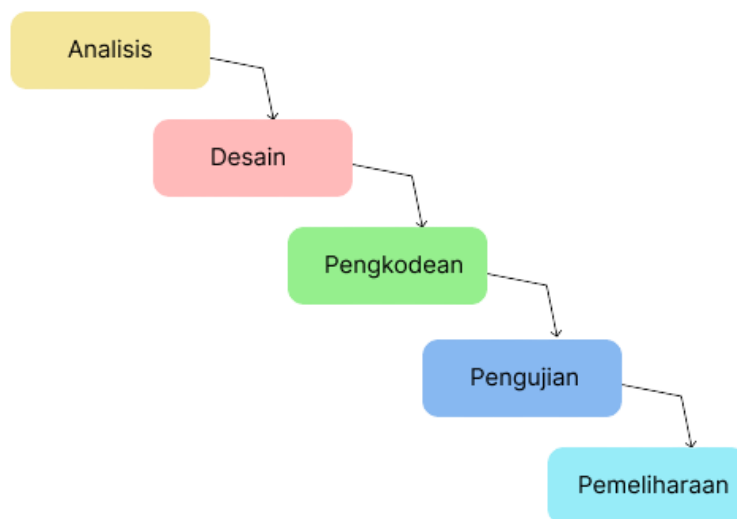 Analisis
Desain
Pengkodean
Pengujian
Pemeliharaan